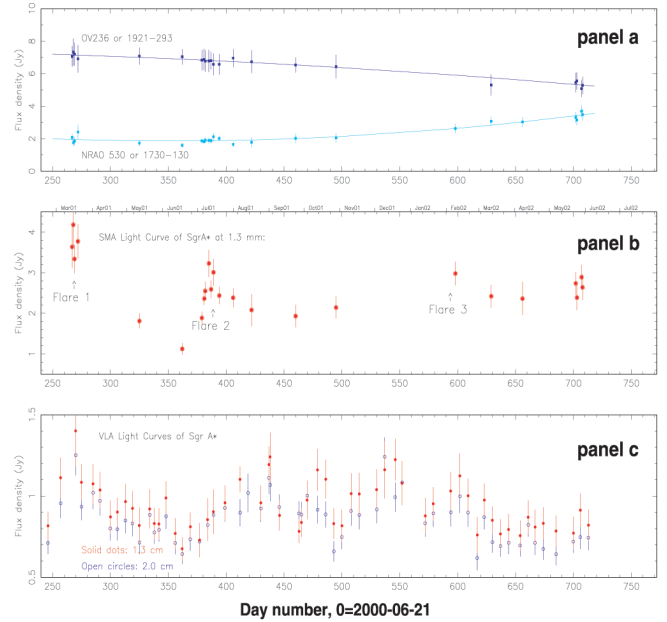 OV236 or 1921-293
panel a
NRAO 530 or 1730-130
Flux density (Jy)
0 2 4 6 8 10
250 300 350 400 450 500 550 600 650 700 750
Mar01 Apr01 May01 Jun01 Jul01 Aug01 Sep01 Oct01 Nov01 Dec01 Jan02 Feb02 Mar02 Apr02 May02 Jun02 Jul02
SMA Light Curve of SgrA* at 1.3 mm:
panel b
Flare 1
Flare 2
Flare 3
Flux density (Jy)
1 2 3 4
250 300 350 400 450 500 550 600 650 700 750
VLA Light Curves of Sgr A*
panel c
Solid dots: 1.3 cm
Open circles: 2.0 cm
Flux density (Jy)
0.5 1 1.5
250 300 350 400 450 500 550 600 650 700 750
Day number, 0=2000-06-21